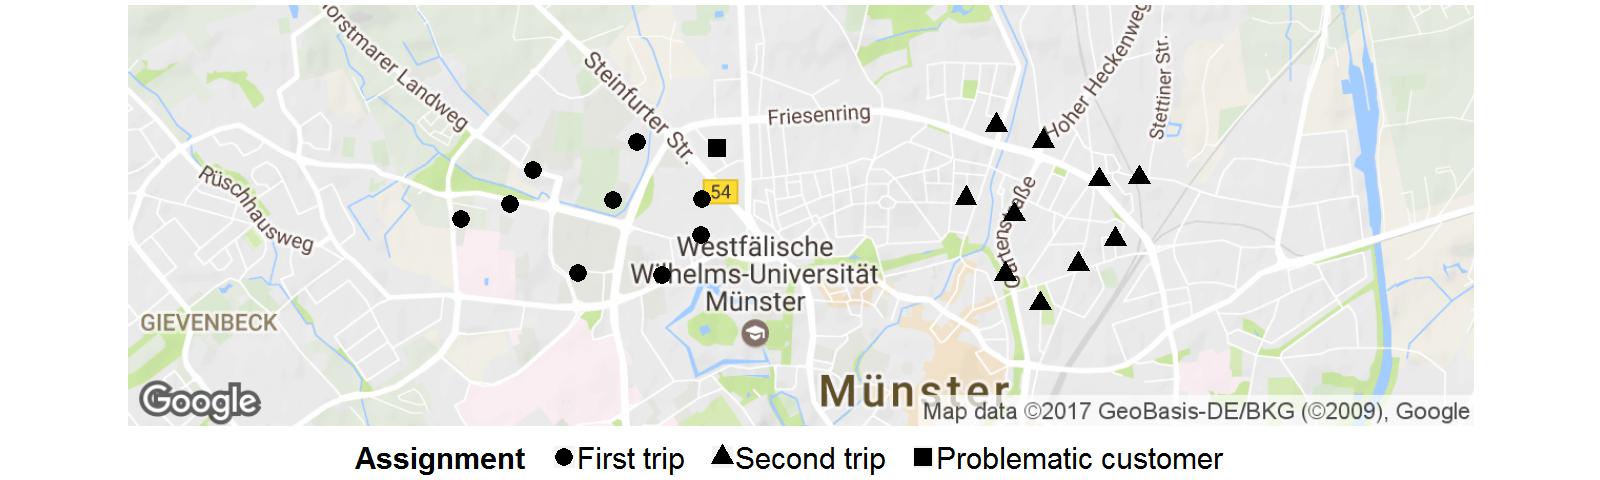 Horstmarer Landweg
Steinfurter Str.
Friesenring
Hoher Heckenweg
Stettiner Str.
Rüschhausweg
54
Gartenstraße
Westfälische
Wilhelms-Universität
Münster
GIEVENBECK
Münster
Google
Map data ©2017 GeoBasis-DE/BKG (©2009), Google
Assignment First trip Second trip Problematic customer